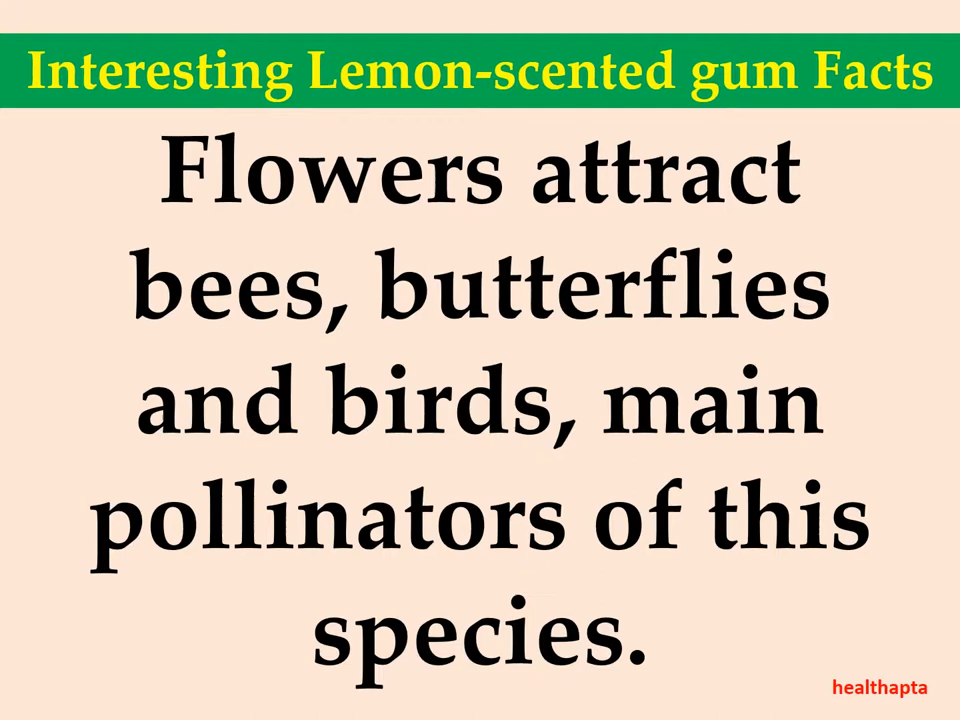 Interesting Lemon-scented gum Facts
Flowers attract
bees, butterflies
and birds, main
pollinators of this
species.
healthapta